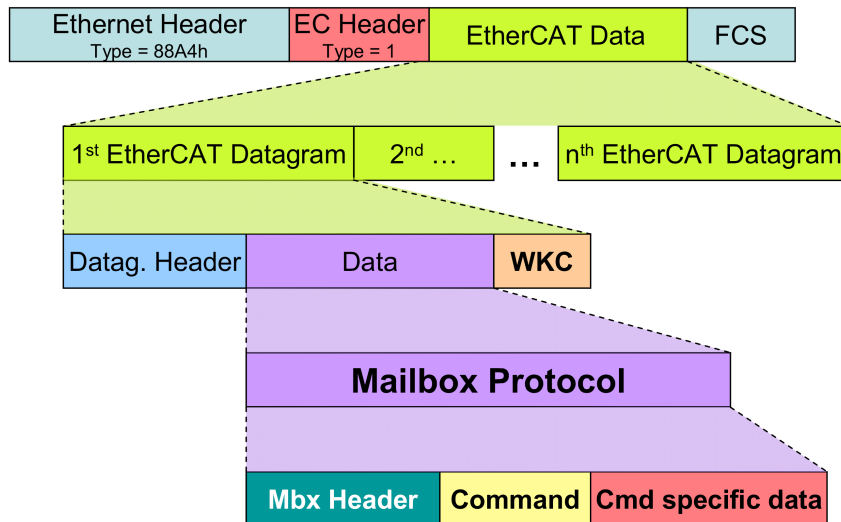 Ethernet Header EC Header EtherCAT Data FCS
Type = 88A4h Type = 1
1st EtherCAT Datagram 2nd … … nth EtherCAT Datagram
Datag. Header Data WKC
Mailbox Protocol
Mbx Header Command Cmd specific data